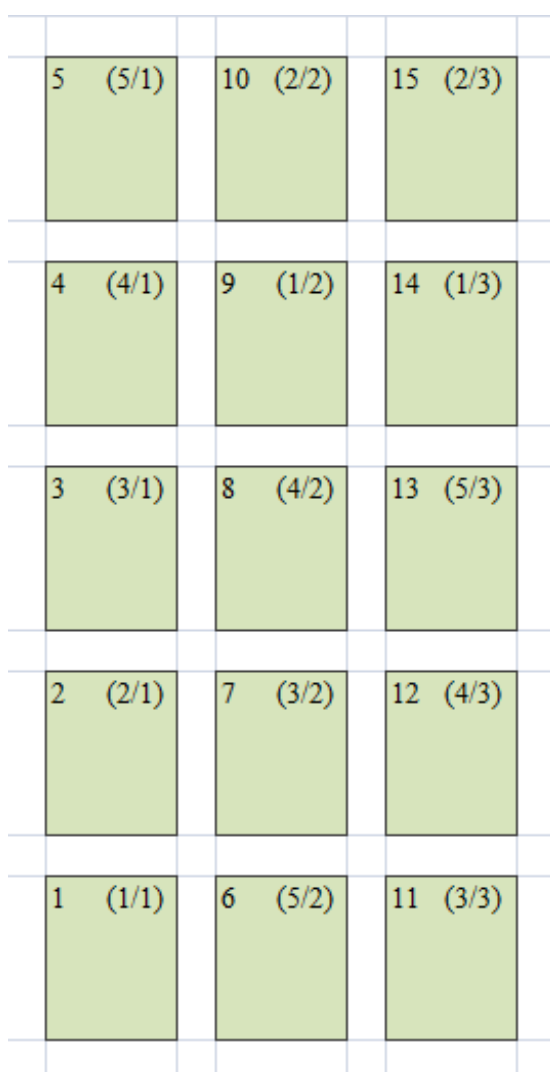 5 (5/1) 10 (2/2) 15 (2/3)
4 (4/1) 9 (1/2) 14 (1/3)
3 (3/1) 8 (4/2) 13 (5/3)
2 (2/1) 7 (3/2) 12 (4/3)
1 (1/1) 6 (5/2) 11 (3/3)